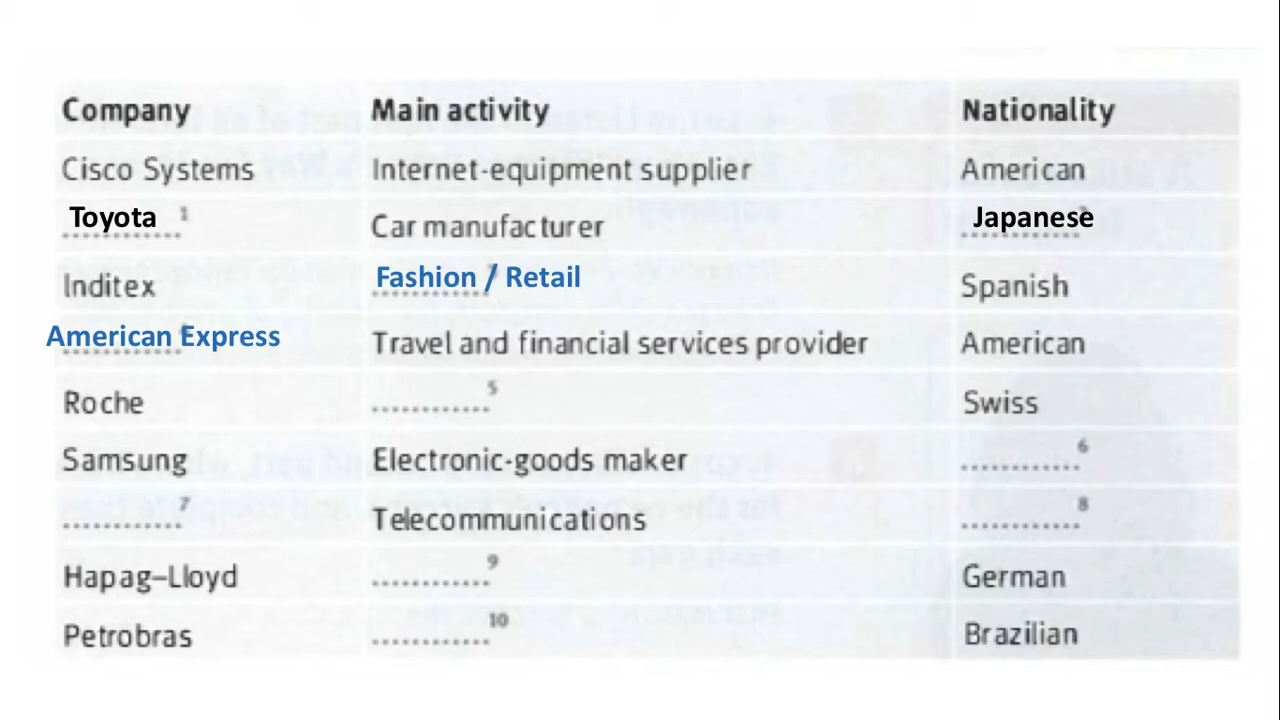 Company Main activity Nationality
Cisco Systems Internet-equipment supplier American
Toyota ............1 Car manufacturer Japanese ............
Inditex Fashion / Retail ............ Spanish
American Express ............ Travel and financial services provider American
Roche ............5 Swiss
Samsung Electronic-goods maker ............6
............7 Telecommunications ............8
Hapag–Lloyd ............9 German
Petrobras ............10 Brazilian